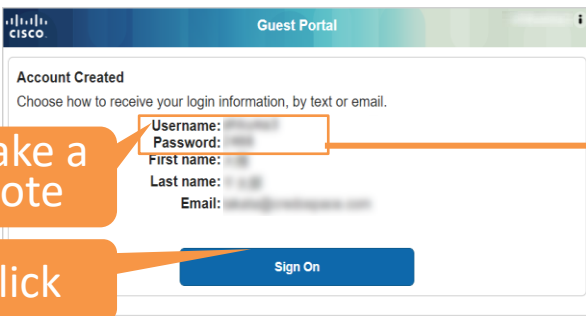 CISCO
Guest Portal
Account Created
Choose how to receive your login information, by text or email.
Username:
Password:
First name:
Last name:
Email:
ake a
ote
lick
Sign On